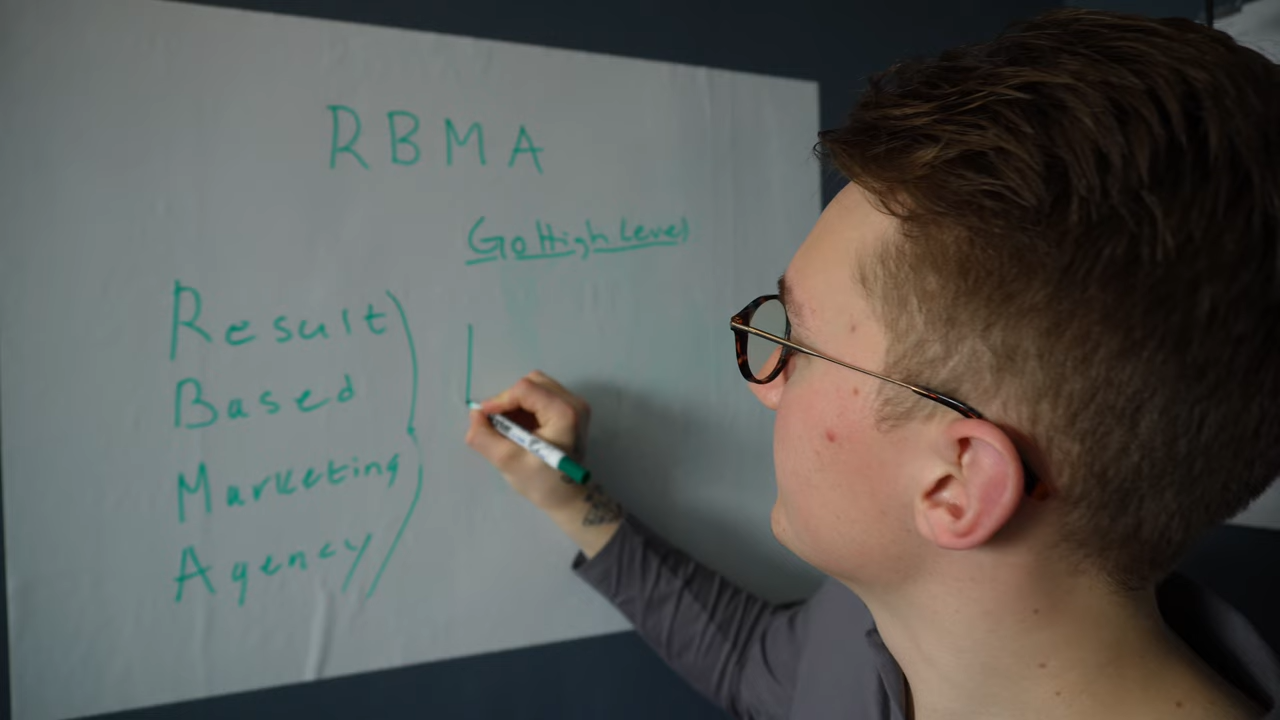 RBMA
GoHighLevel
Result
Based
Marketing
Agency